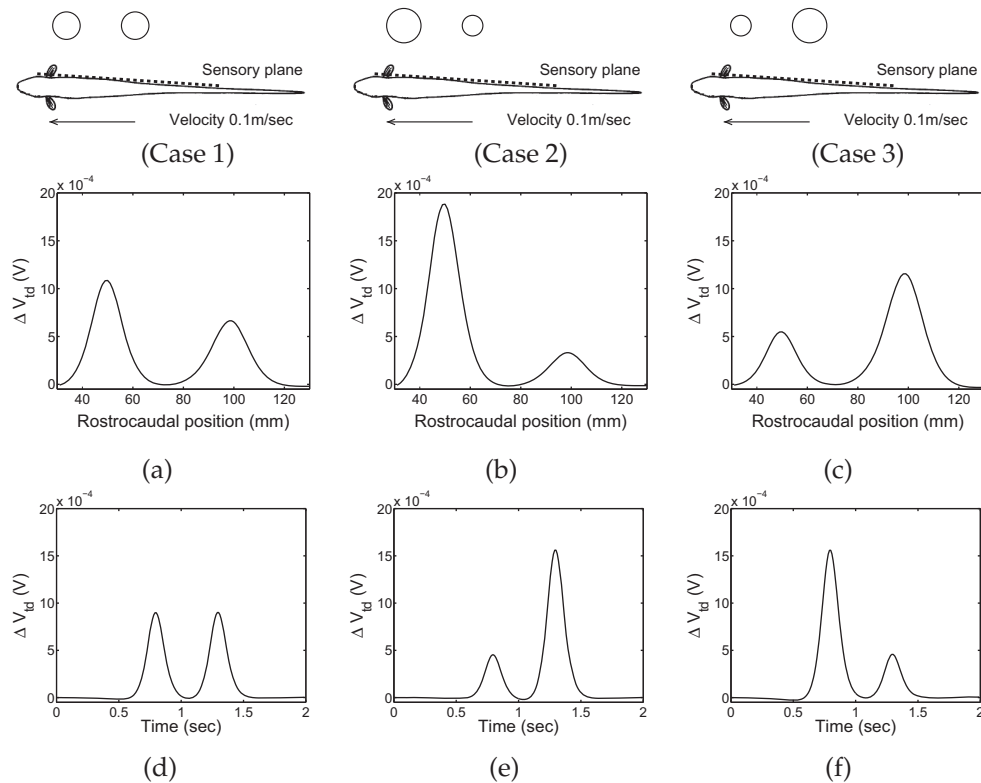 Sensory plane
Velocity 0.1m/sec
(Case 1)
Sensory plane
Velocity 0.1m/sec
(Case 2)
Sensory plane
Velocity 0.1m/sec
(Case 3)
x 10⁻⁴
20
15
10
5
0
40 60 80 100 120
Δ V_td (V)
Rostrocaudal position (mm)
(a)
x 10⁻⁴
20
15
10
5
0
40 60 80 100 120
Δ V_td (V)
Rostrocaudal position (mm)
(b)
x 10⁻⁴
20
15
10
5
0
40 60 80 100 120
Δ V_td (V)
Rostrocaudal position (mm)
(c)
x 10⁻⁴
20
15
10
5
0
0 0.5 1 1.5 2
Δ V_td (V)
Time (sec)
(d)
x 10⁻⁴
20
15
10
5
0
0 0.5 1 1.5 2
Δ V_td (V)
Time (sec)
(e)
x 10⁻⁴
20
15
10
5
0
0 0.5 1 1.5 2
Δ V_td (V)
Time (sec)
(f)